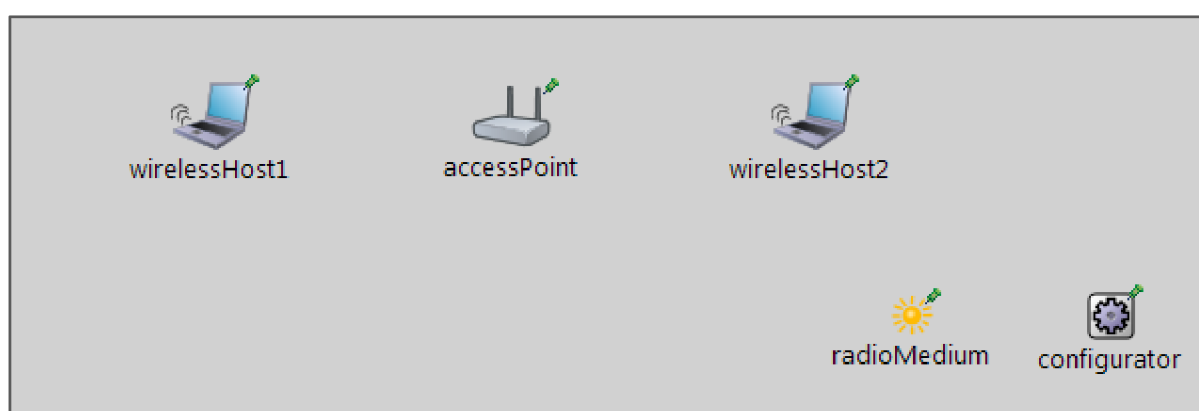 wirelessHost1
accessPoint
wirelessHost2
radioMedium
configurator